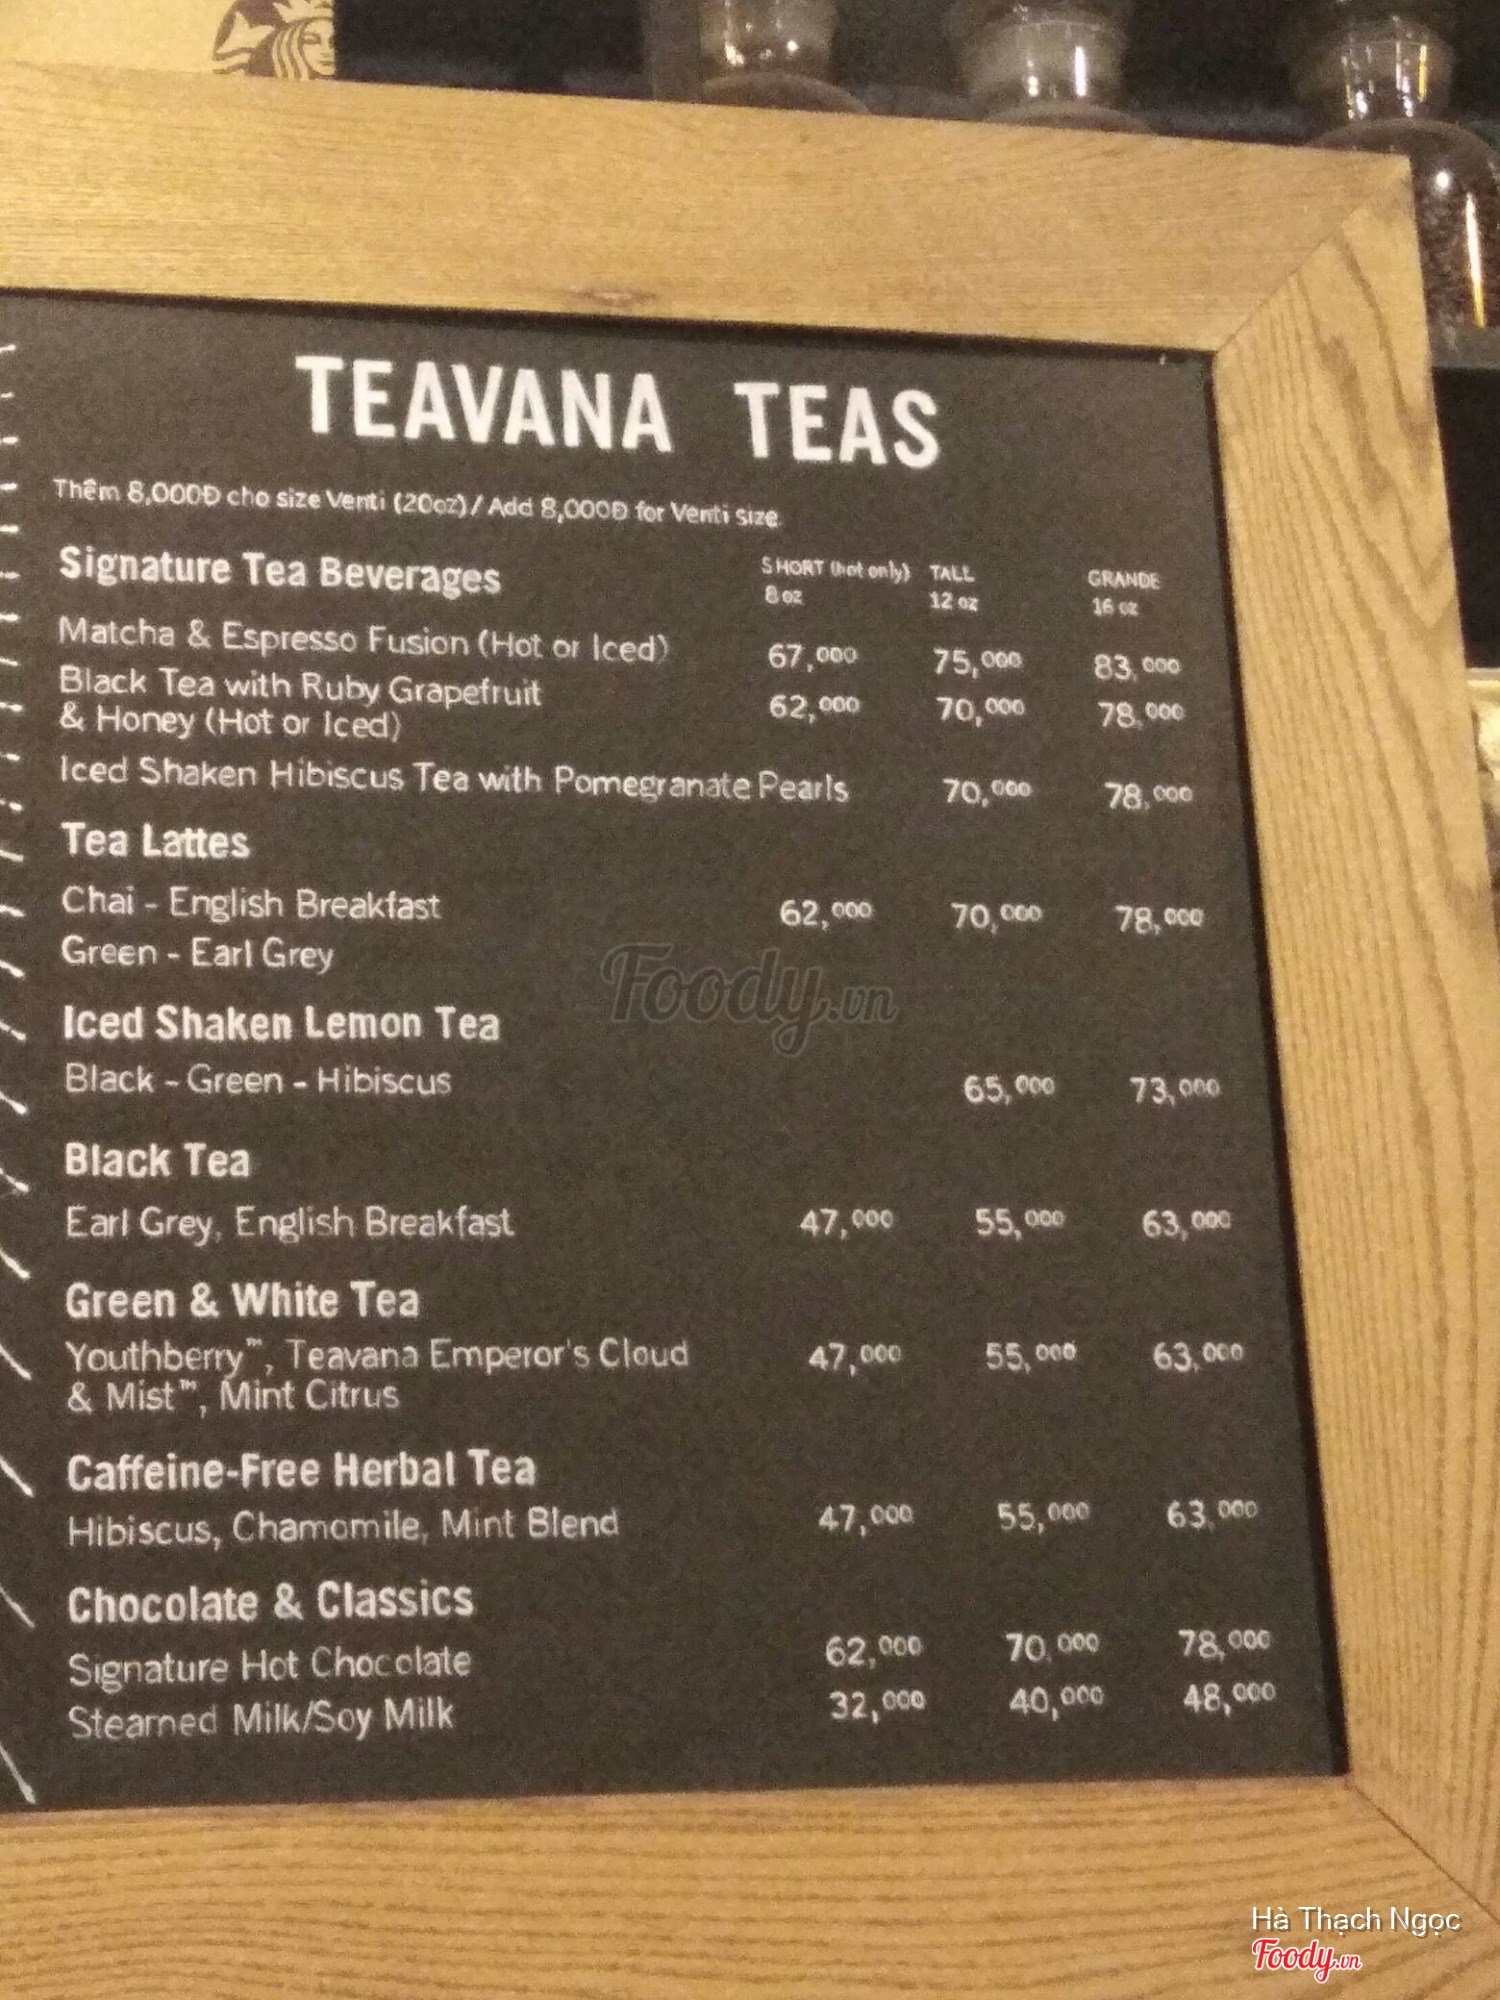 TEAVANA TEAS
Thêm 8,000Đ cho size Venti (20oz)/ Add 8,000Đ for Venti size.
Signature Tea Beverages SHORT (hot only) TALL GRANDE
8 oz 12 oz 16 oz
Matcha & Espresso Fusion (Hot or Iced) 67,000 75,000 83,000
Black Tea with Ruby Grapefruit 62,000 70,000 78,000
& Honey (Hot or Iced)
Iced Shaken Hibiscus Tea with Pomegranate Pearls 70,000 78,000
Tea Lattes
Chai - English Breakfast 62,000 70,000 78,000
Green - Earl Grey
Foody.vn
Iced Shaken Lemon Tea
Black - Green - Hibiscus 65,000 73,000
Black Tea
Earl Grey, English Breakfast 47,000 55,000 63,000
Green & White Tea
Youthberry™, Teavana Emperor's Cloud 47,000 55,000 63,000
& Mist™, Mint Citrus
Caffeine-Free Herbal Tea
Hibiscus, Chamomile, Mint Blend 47,000 55,000 63,000
Chocolate & Classics
Signature Hot Chocolate 62,000 70,000 78,000
Steamed Milk/Soy Milk 32,000 40,000 48,000
Hà Thạch Ngọc
Foody.vn